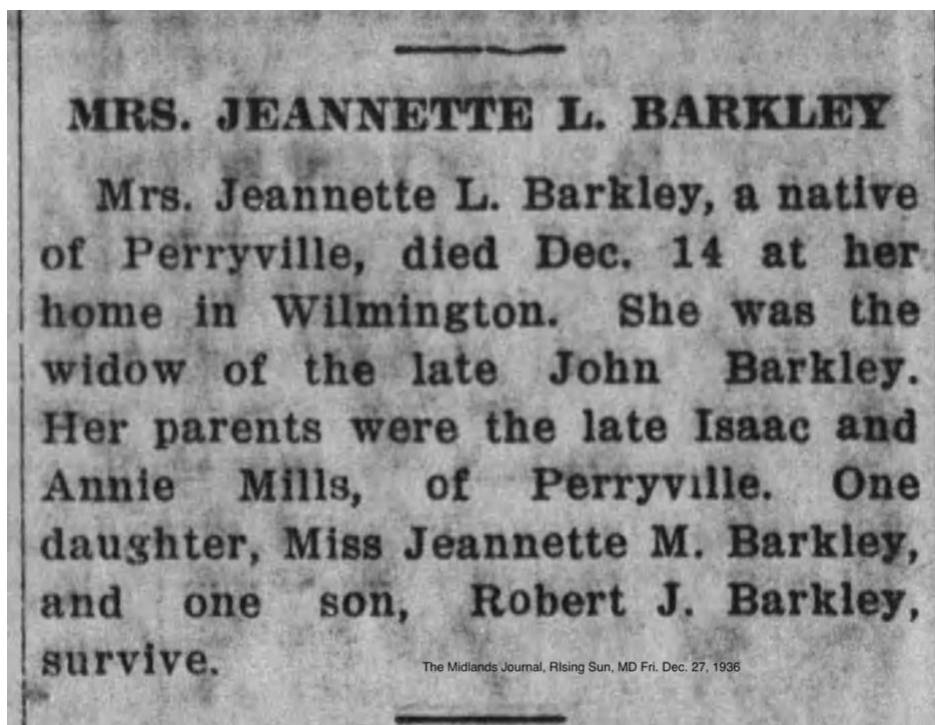 MRS. JEANNETTE L. BARKLEY
Mrs. Jeannette L. Barkley, a native
of Perryville, died Dec. 14 at her
home in Wilmington. She was the
widow of the late John Barkley.
Her parents were the late Isaac and
Annie Mills, of Perryville. One
daughter, Miss Jeannette M. Barkley,
and one son, Robert J. Barkley,
survive.
The Midlands Journal, RIsing Sun, MD Fri. Dec. 27, 1936